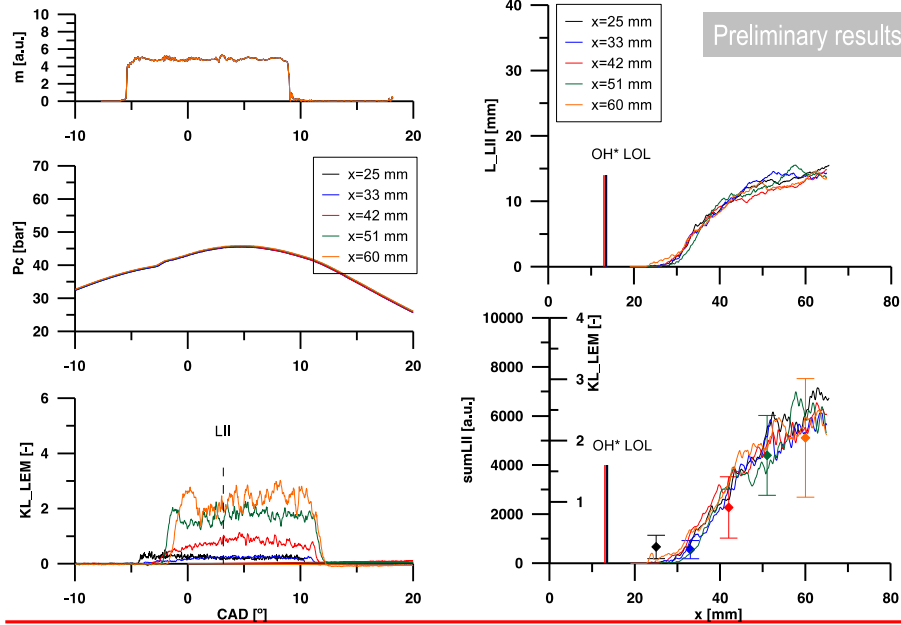 10
8
6
4
2
0
m [a.u.]
-10
0
10
20
70
60
50
40
30
20
Pc [bar]
x=25 mm
x=33 mm
x=42 mm
x=51 mm
x=60 mm
-10
0
10
20
6
4
2
0
KL_LEM [-]
LII
-10
0
10
20
CAD [º]
Preliminary results
40
30
20
10
0
L_LII [mm]
x=25 mm
x=33 mm
x=42 mm
x=51 mm
x=60 mm
OH* LOL
0
20
40
60
80
10000
8000
6000
4000
2000
0
sumLII [a.u.]
4
3
2
1
0
KL_LEM [-]
OH* LOL
0
20
40
60
80
x [mm]